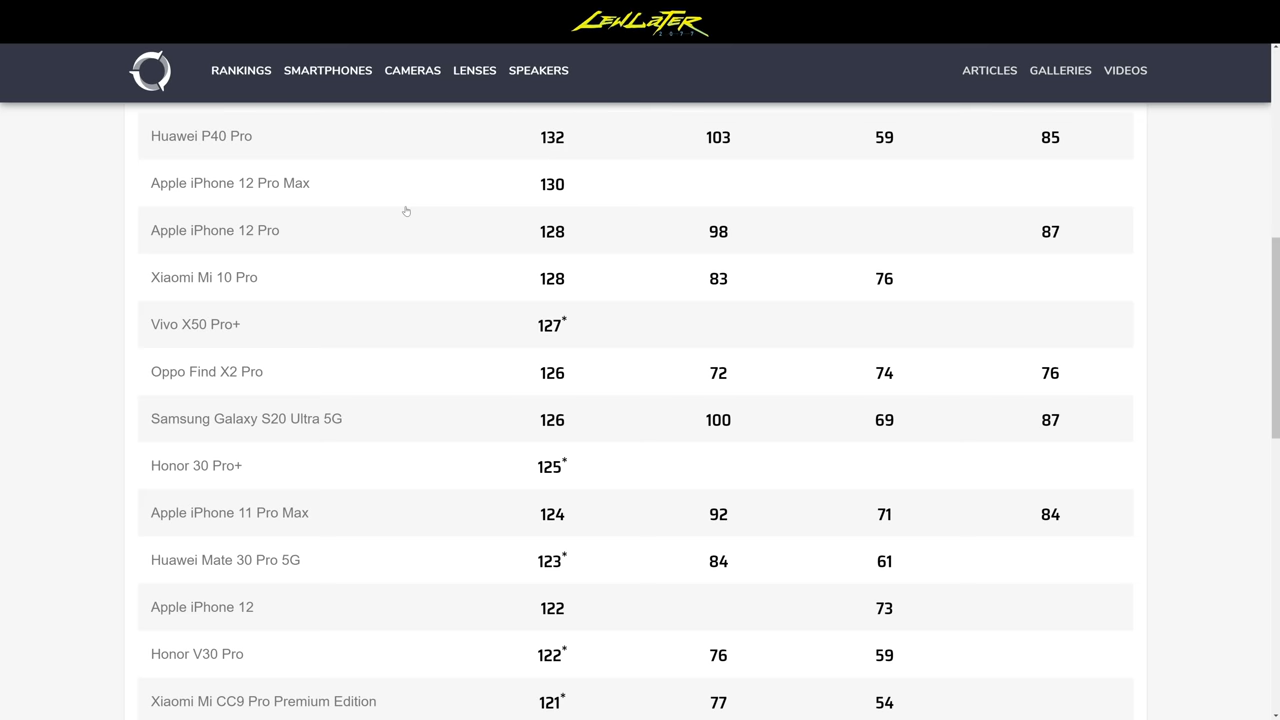 LEWLATER
2077
RANKINGS SMARTPHONES CAMERAS LENSES SPEAKERS ARTICLES GALLERIES VIDEOS
Huawei P40 Pro 132 103 59 85
Apple iPhone 12 Pro Max 130
Apple iPhone 12 Pro 128 98 87
Xiaomi Mi 10 Pro 128 83 76
Vivo X50 Pro+ 127*
Oppo Find X2 Pro 126 72 74 76
Samsung Galaxy S20 Ultra 5G 126 100 69 87
Honor 30 Pro+ 125*
Apple iPhone 11 Pro Max 124 92 71 84
Huawei Mate 30 Pro 5G 123* 84 61
Apple iPhone 12 122 73
Honor V30 Pro 122* 76 59
Xiaomi Mi CC9 Pro Premium Edition 121* 77 54